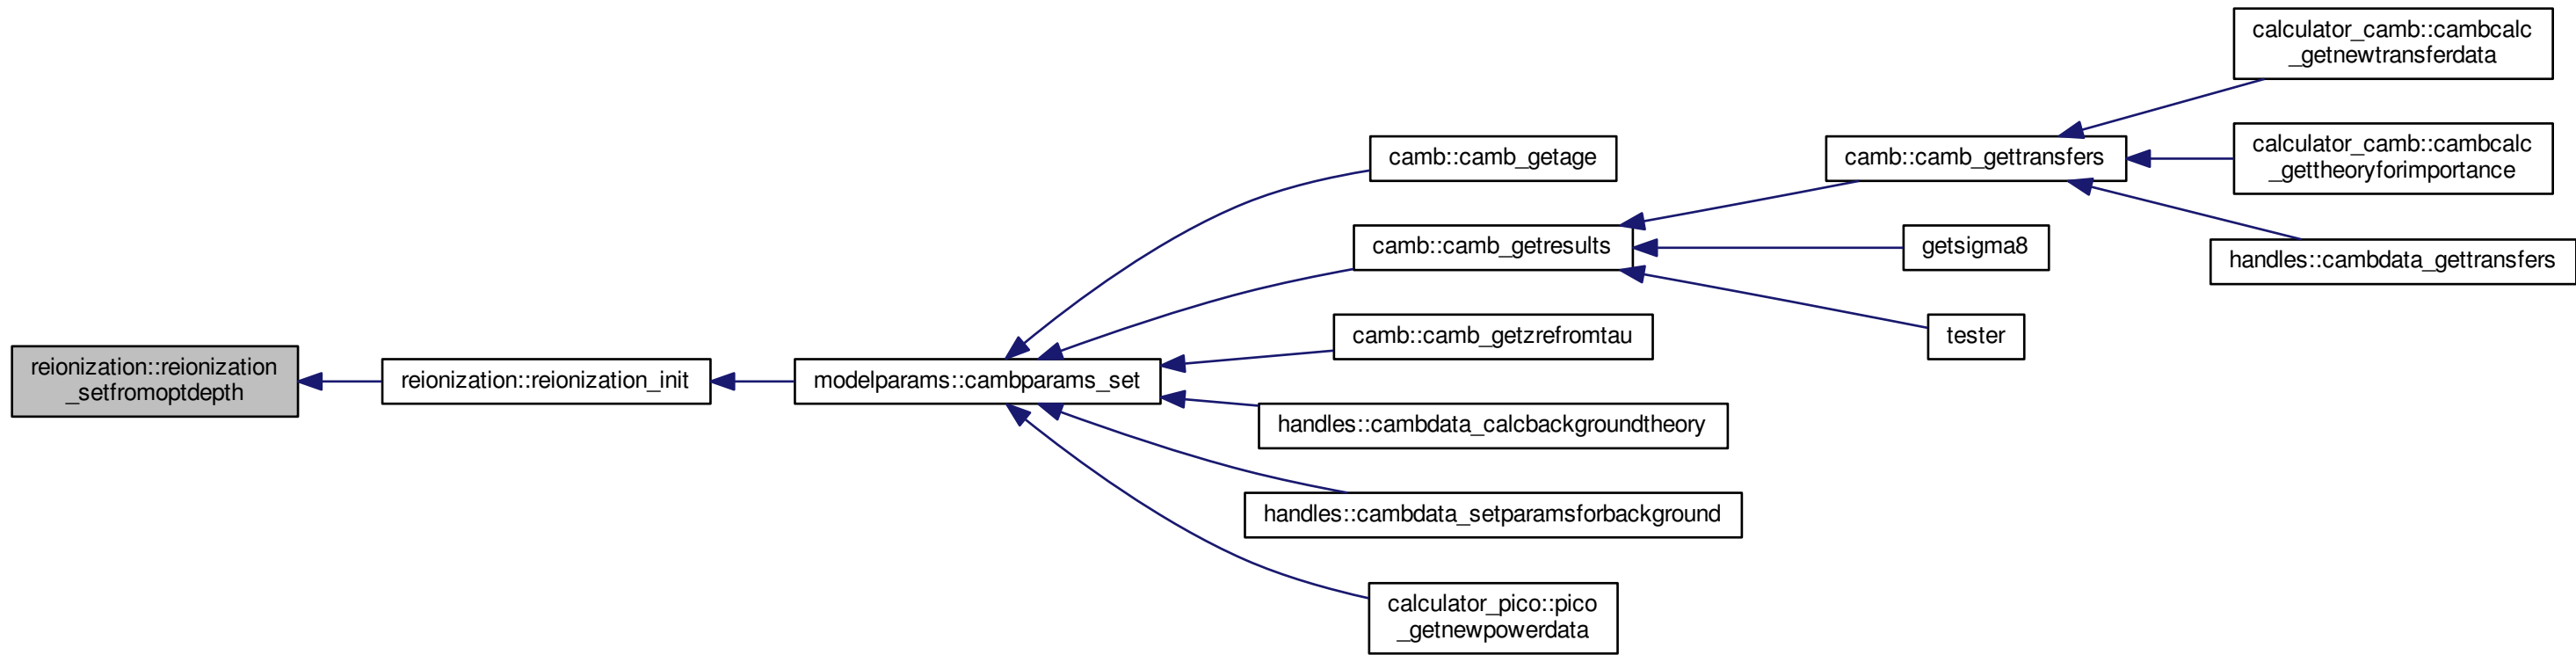 calculator_camb::cambcalc
_getnewtransferdata
camb::camb_getage
camb::camb_gettransfers
calculator_camb::cambcalc
_gettheoryforimportance
camb::camb_getresults
getsigma8
handles::cambdata_gettransfers
reionization::reionization
_setfromoptdepth
reionization::reionization_init
modelparams::cambparams_set
camb::camb_getzrefromtau
tester
handles::cambdata_calcbackgroundtheory
handles::cambdata_setparamsforbackground
calculator_pico::pico
_getnewpowerdata